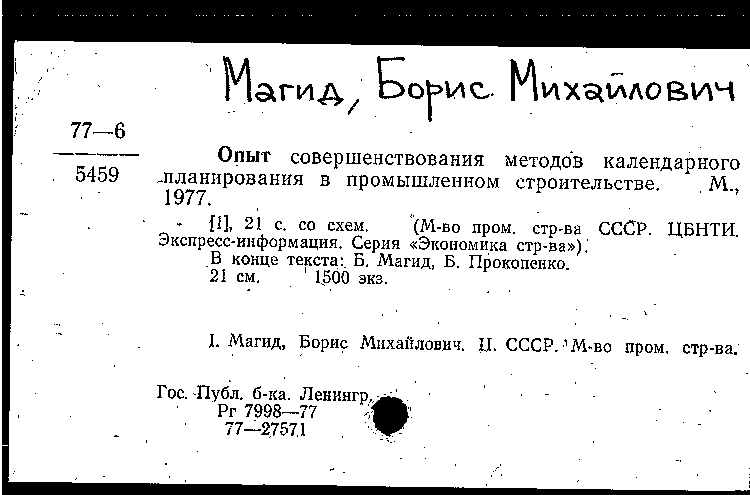 Магид, Борис Михайлович
77—6
5459
Опыт совершенствования методов календарного
планирования в промышленном строительстве. М.,
1977.
[1], 21 с. со схем. (М-во пром. стр-ва СССР. ЦБНТИ.
Экспресс-информация. Серия «Экономика стр-ва»).
В конце текста: Б. Магид, Б. Прокопенко.
21 см. 1500 экз.
I. Магид, Борис Михайлович. II. СССР. М-во пром. стр-ва.
Гос. Публ. б-ка. Ленингр.
Рг 7998—77
77—27571